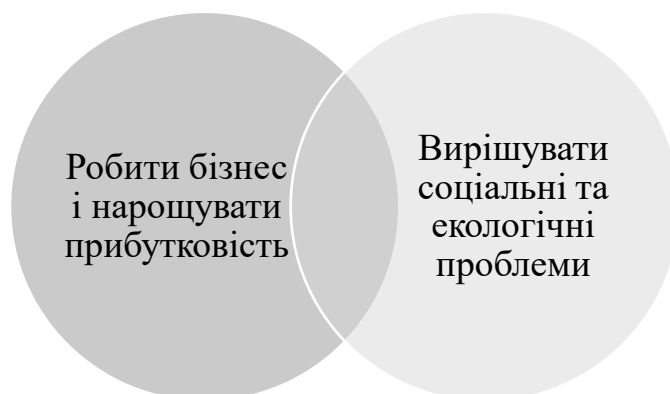 Робити бізнес
і нарощувати
прибутковість
Вирішувати
соціальні та
екологічні
проблеми